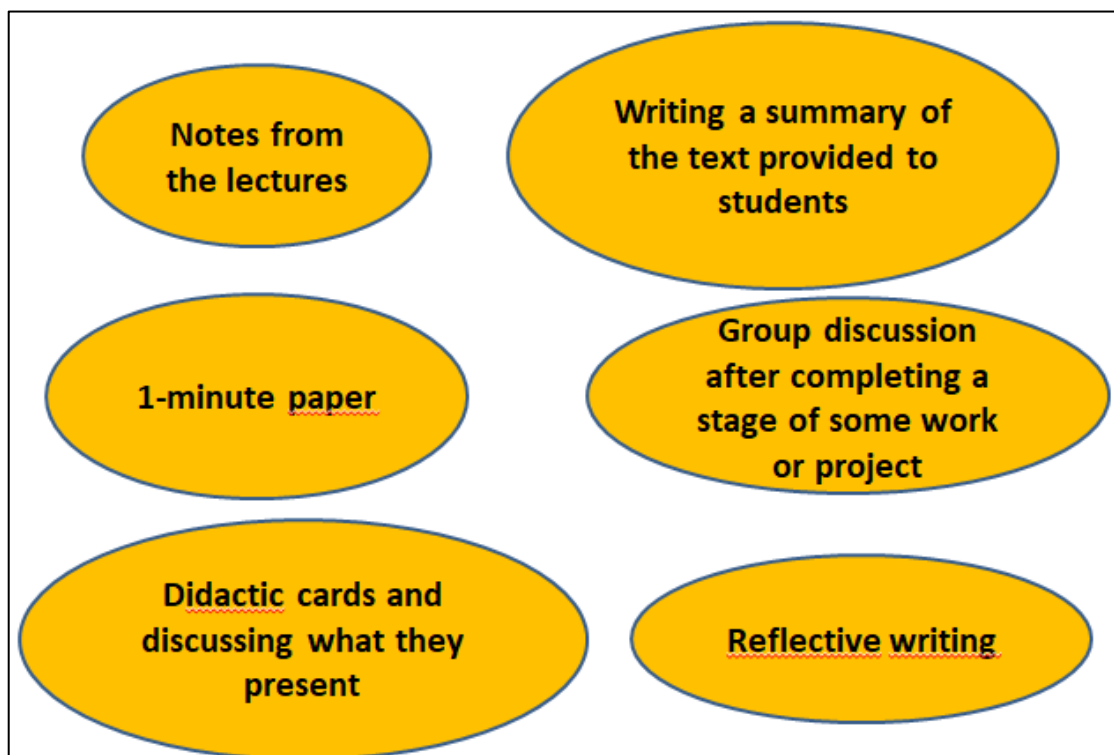 Notes from
the lectures
Writing a summary of
the text provided to
students
1-minute paper
Group discussion
after completing a
stage of some work
or project
Didactic cards and
discussing what they
present
Reflective writing